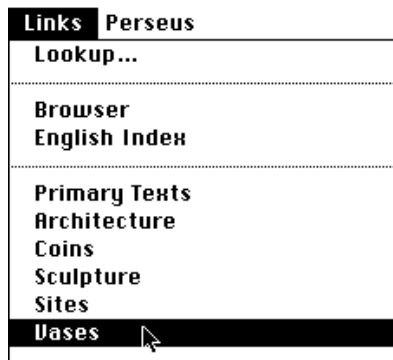 Links Perseus
Lookup...
Browser
English Index
Primary Texts
Architecture
Coins
Sculpture
Sites
Vases